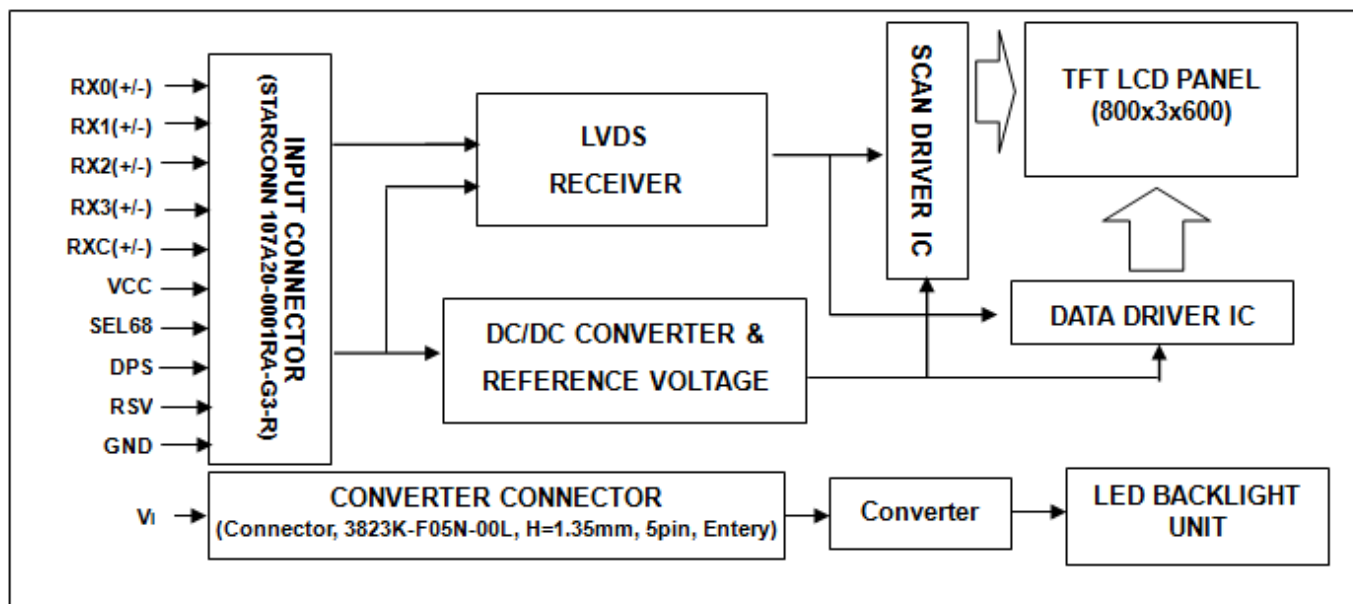 RX0(+/-)
RX1(+/-)
RX2(+/-)
RX3(+/-)
RXC(+/-)
VCC
SEL68
DPS
RSV
GND
INPUT CONNECTOR
(STARCONN 107A20-0001RA-G3-R)
LVDS
RECEIVER
DC/DC CONVERTER &
REFERENCE VOLTAGE
SCAN DRIVER IC
TFT LCD PANEL
(800x3x600)
DATA DRIVER IC
VI
CONVERTER CONNECTOR
(Connector, 3823K-F05N-00L, H=1.35mm, 5pin, Entery)
Converter
LED BACKLIGHT
UNIT